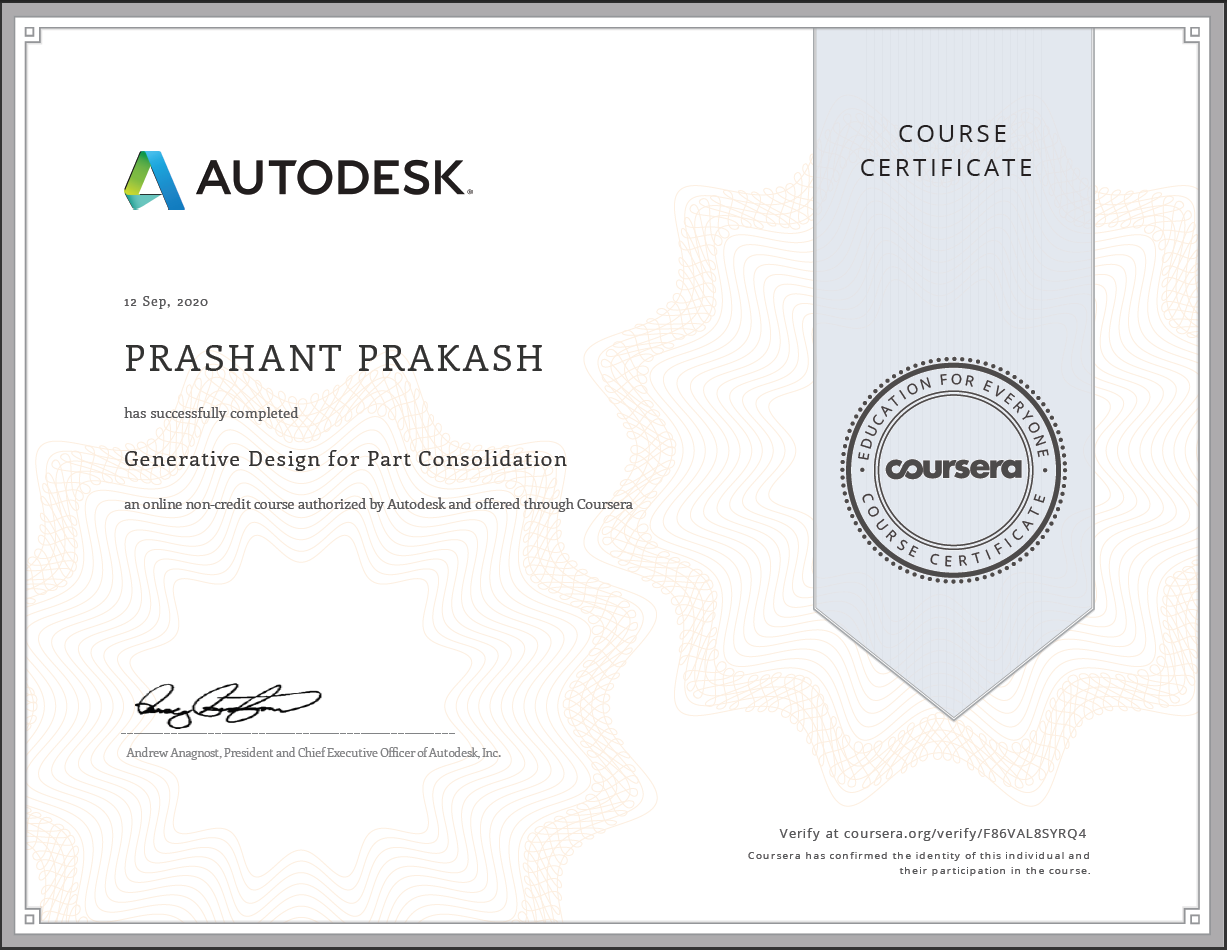 COURSE
CERTIFICATE
AUTODESK®
12 Sep, 2020
PRASHANT PRAKASH
has successfully completed
Generative Design for Part Consolidation
an online non-credit course authorized by Autodesk and offered through Coursera
EDUCATION FOR EVERYONE
coursera
COURSE CERTIFICATE
Andrew Anagnost, President and Chief Executive Officer of Autodesk, Inc.
Verify at coursera.org/verify/F86VAL8SYRQ4
Coursera has confirmed the identity of this individual and
their participation in the course.